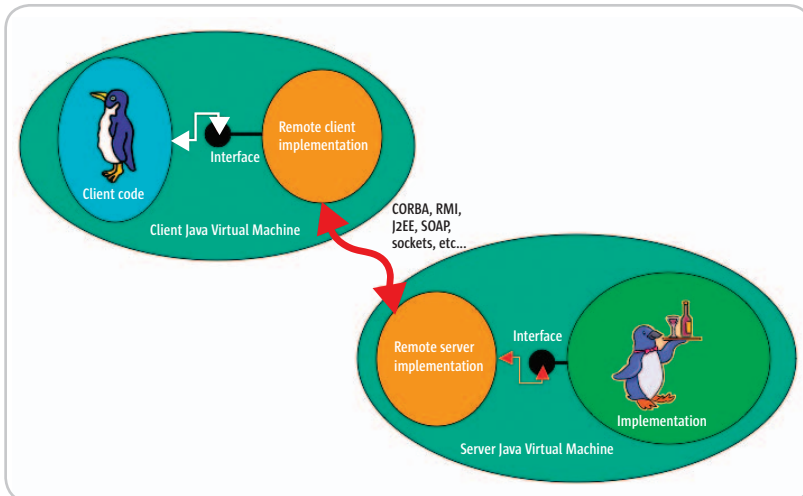 Remote client
implementation
Interface
Client code
Client Java Virtual Machine
CORBA, RMI,
J2EE, SOAP,
sockets, etc...
Remote server
implementation
Interface
Implementation
Server Java Virtual Machine